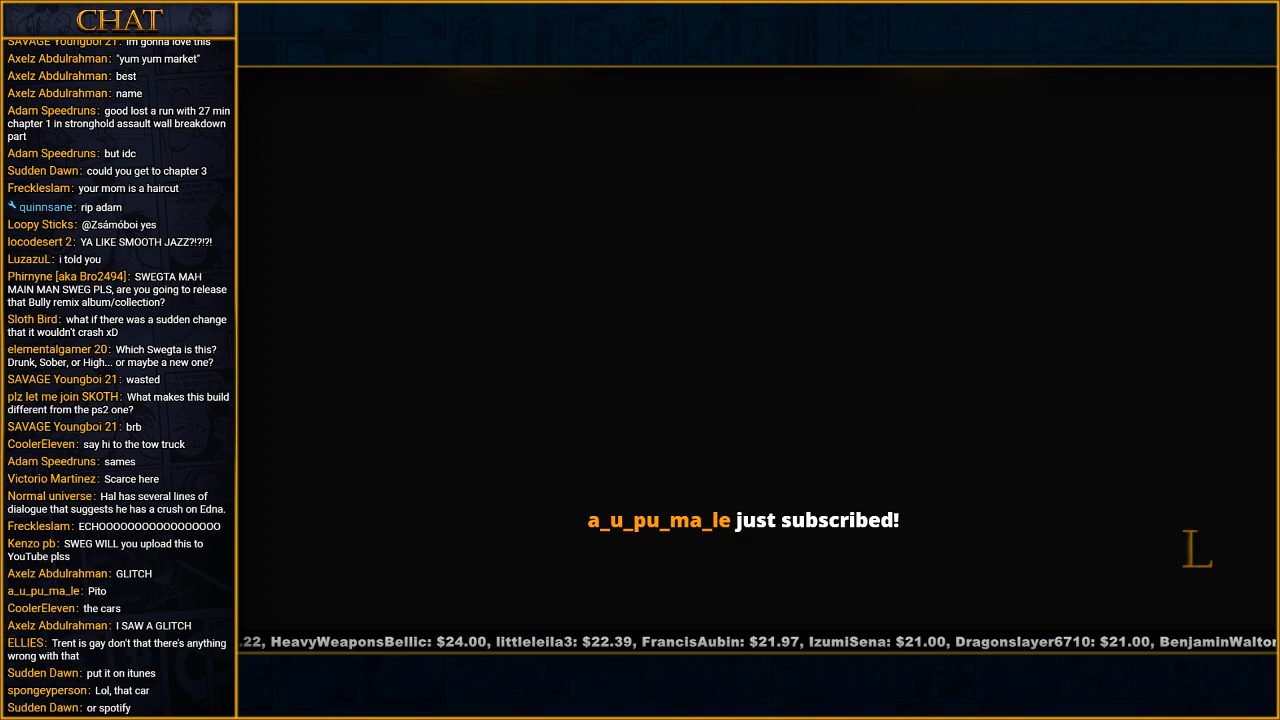 CHAT
SAVAGE Youngboi 21: im gonna love this
Axelz Abdulrahman: "yum yum market"
Axelz Abdulrahman: best
Axelz Abdulrahman: name
Adam Speedruns: good lost a run with 27 min
chapter 1 in stronghold assault wall breakdown
part
Adam Speedruns: but idc
Sudden Dawn: could you get to chapter 3
Freckleslam: your mom is a haircut
quinnsane: rip adam
Loopy Sticks: @Zsámóboi yes
locodesert 2: YA LIKE SMOOTH JAZZ?!?!?!
LuzazuL: i told you
Phirnyne [aka Bro2494]: SWEGTA MAH
MAIN MAN SWEG PLS, are you going to release
that Bully remix album/collection?
Sloth Bird: what if there was a sudden change
that it wouldn't crash xD
elementalgamer 20: Which Swegta is this?
Drunk, Sober, or High... or maybe a new one?
SAVAGE Youngboi 21: wasted
plz let me join SKOTH: What makes this build
different from the ps2 one?
SAVAGE Youngboi 21: brb
CoolerEleven: say hi to the tow truck
Adam Speedruns: sames
Victorio Martinez: Scarce here
Normal universe: Hal has several lines of
dialogue that suggests he has a crush on Edna.
Freckleslam: ECHOOOOOOOOOOOOOOOOO
Kenzo pb: SWEG WILL you upload this to
YouTube plss
Axelz Abdulrahman: GLITCH
a_u_pu_ma_le: Pito
CoolerEleven: the cars
Axelz Abdulrahman: I SAW A GLITCH
ELLIES: Trent is gay don't that there's anything
wrong with that
Sudden Dawn: put it on itunes
spongeyperson: Lol, that car
Sudden Dawn: or spotify
a_u_pu_ma_le just subscribed!
L
.22, HeavyWeaponsBellic: $24.00, littleleila3: $22.39, FrancisAubin: $21.97, IzumiSena: $21.00, Dragonslayer6710: $21.00, BenjaminWalton